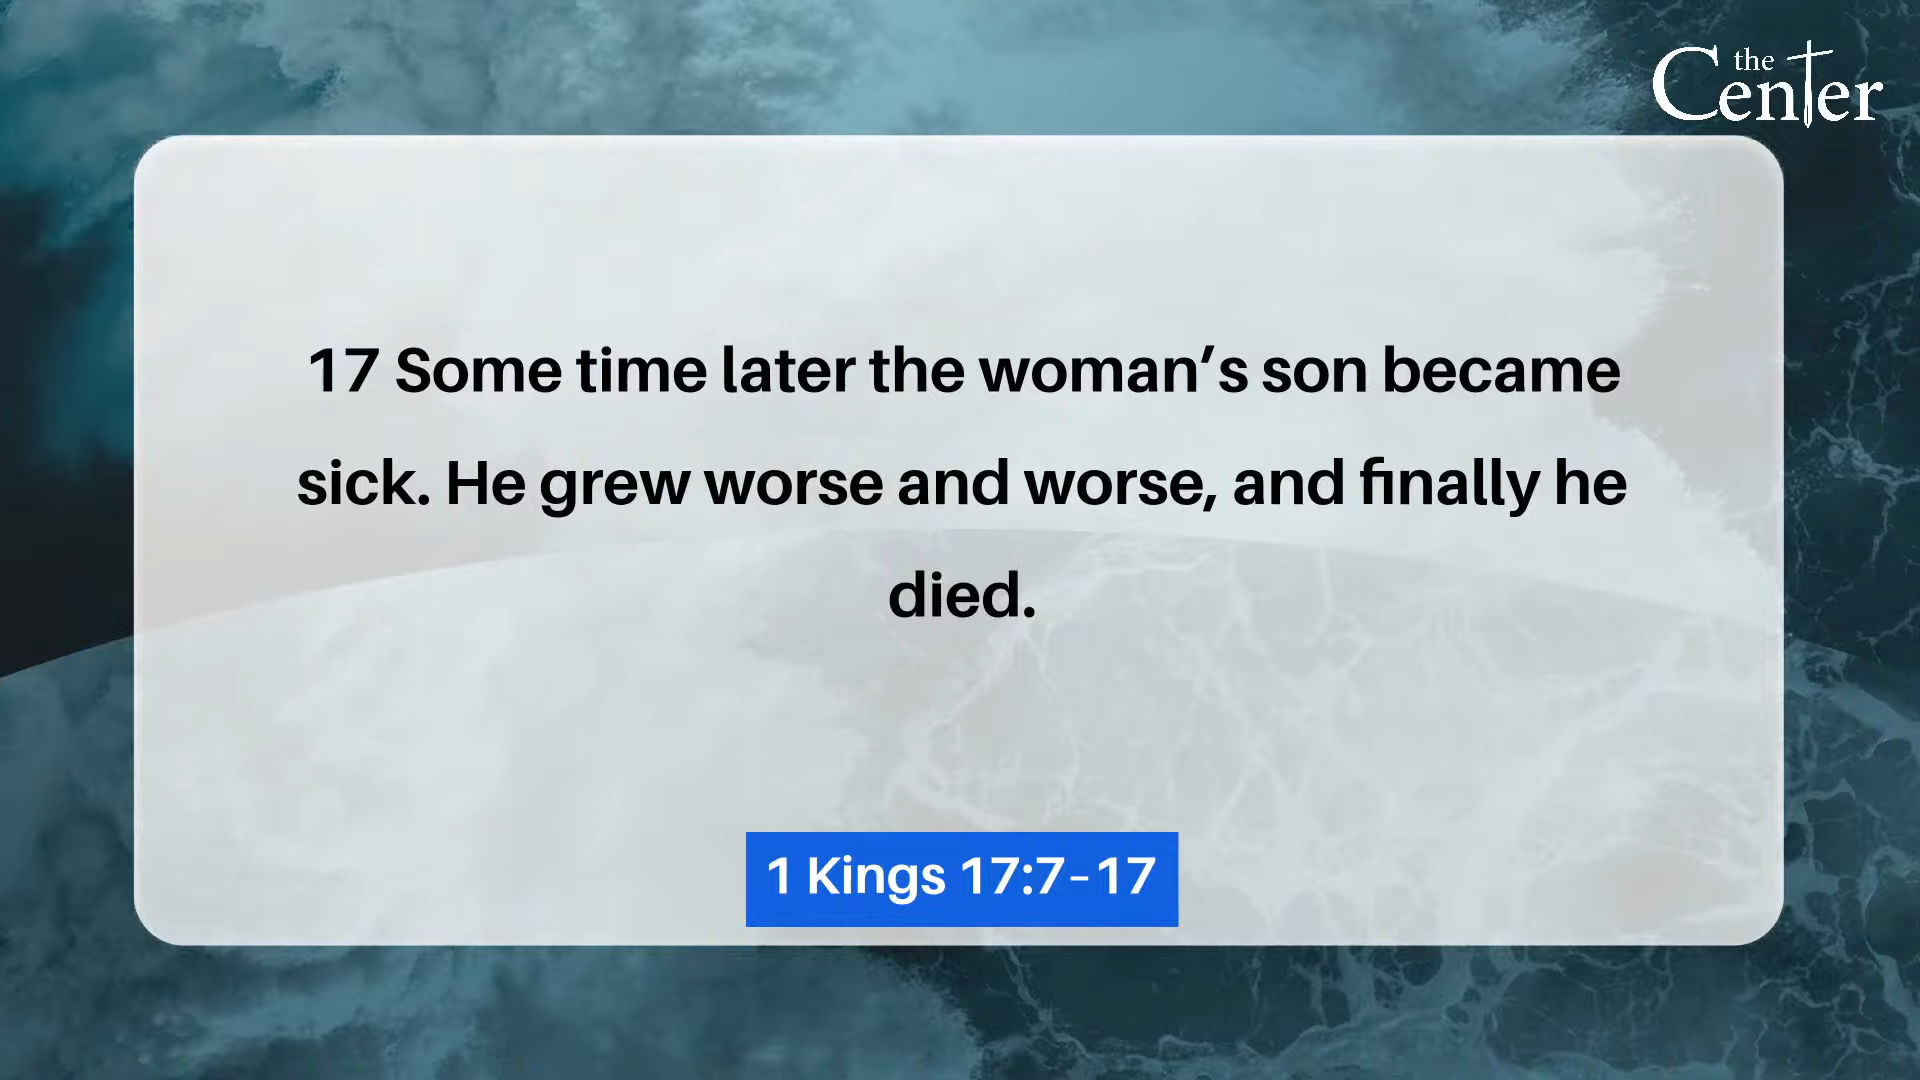 the
Center
17 Some time later the woman’s son became
sick. He grew worse and worse, and finally he
died.
1 Kings 17:7–17